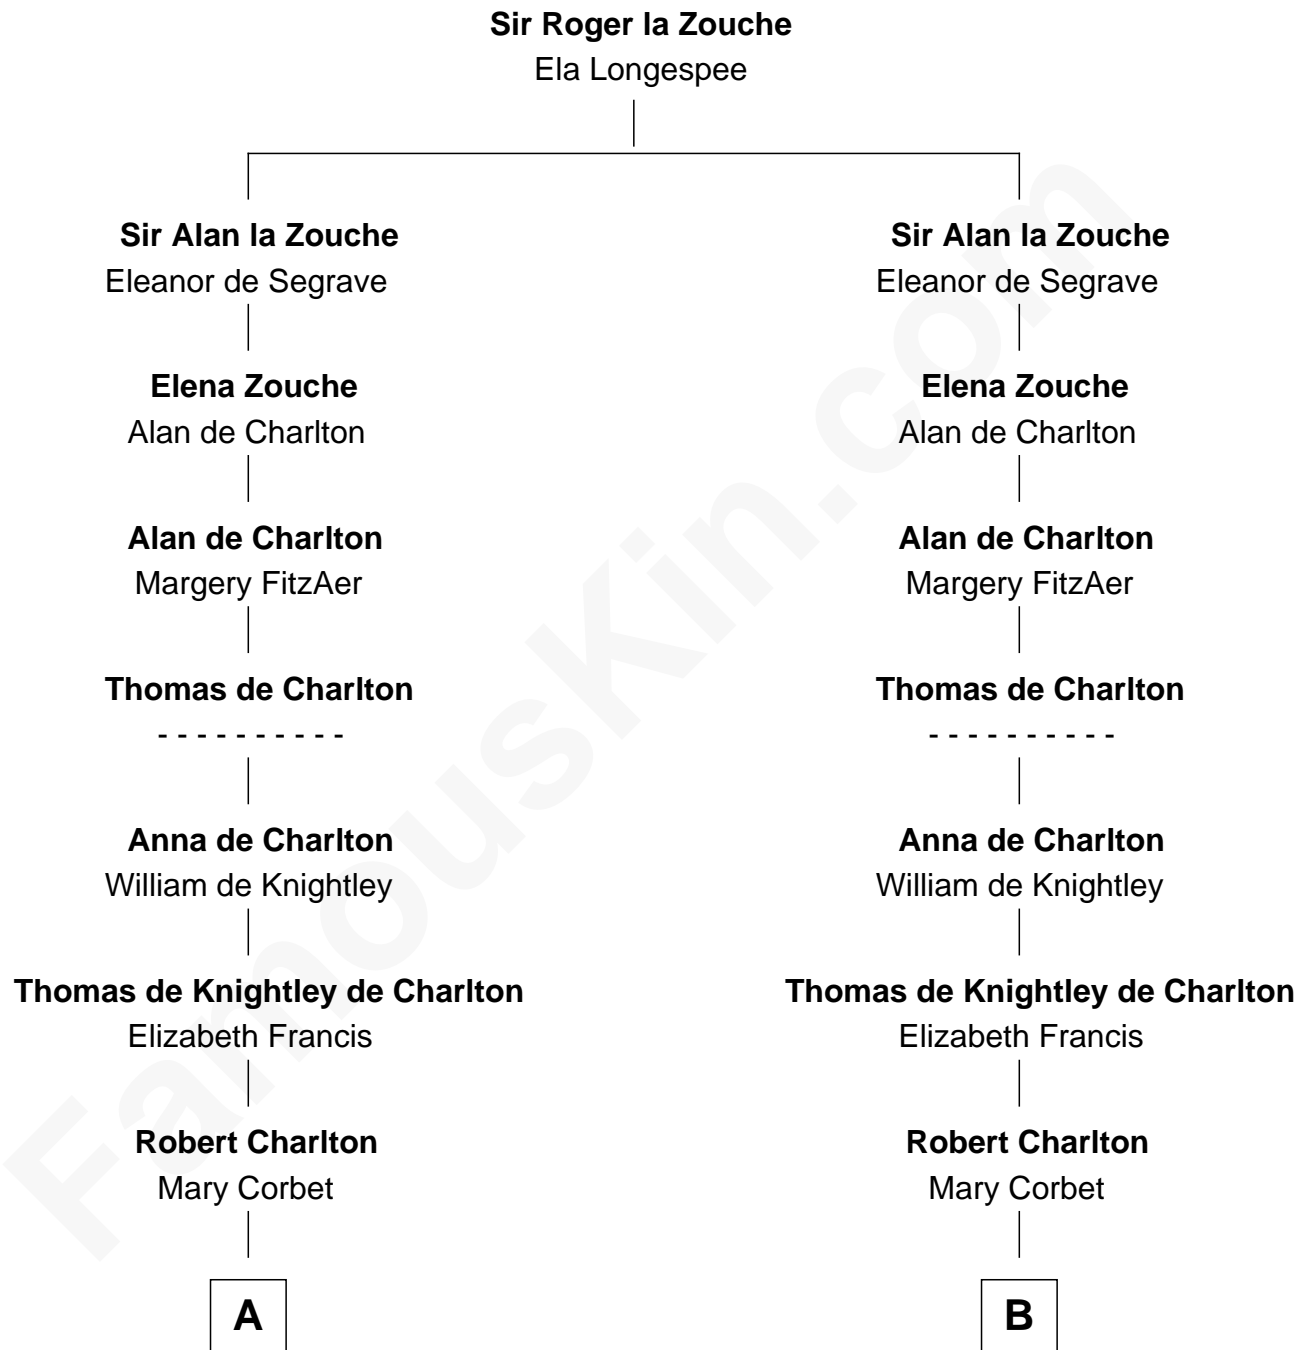 Sir Roger la Zouche
Ela Longespee
Sir Alan la Zouche
Eleanor de Segrave
Elena Zouche
Alan de Charlton
Alan de Charlton
Margery FitzAer
Thomas de Charlton
- - - - - - - - - -
Anna de Charlton
William de Knightley
Thomas de Knightley de Charlton
Elizabeth Francis
Robert Charlton
Mary Corbet
A
Sir Alan la Zouche
Eleanor de Segrave
Elena Zouche
Alan de Charlton
Alan de Charlton
Margery FitzAer
Thomas de Charlton
- - - - - - - - - -
Anna de Charlton
William de Knightley
Thomas de Knightley de Charlton
Elizabeth Francis
Robert Charlton
Mary Corbet
B
FamousKin.com